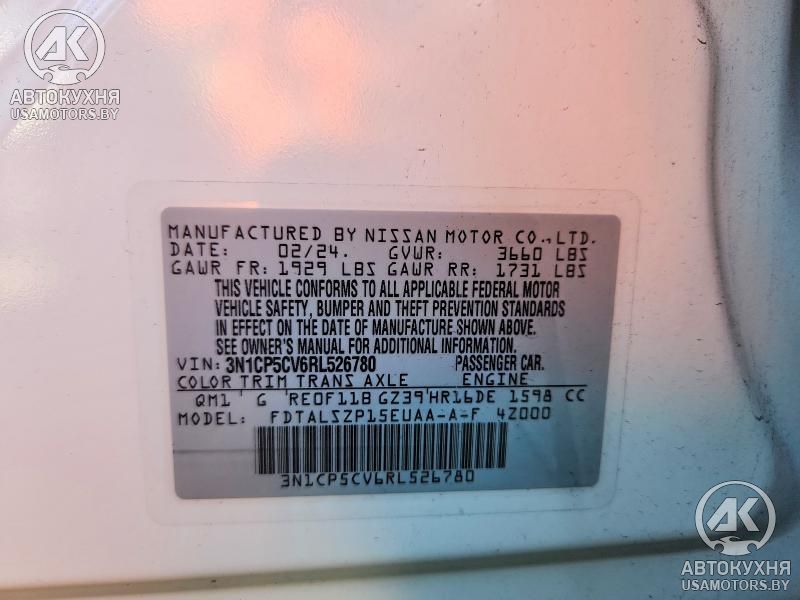 AK
АВТОКУХНЯ
USAMOTORS.BY
MANUFACTURED BY NISSAN MOTOR CO., LTD.
DATE: 02/24. GVWR: 3660 LBS
GAWR FR: 1929 LBS GAWR RR: 1731 LBS
THIS VEHICLE CONFORMS TO ALL APPLICABLE FEDERAL MOTOR
VEHICLE SAFETY, BUMPER AND THEFT PREVENTION STANDARDS
IN EFFECT ON THE DATE OF MANUFACTURE SHOWN ABOVE.
SEE OWNER'S MANUAL FOR ADDITIONAL INFORMATION
VIN: 3N1CP5CV6RL526780 PASSENGER CAR.
COLOR TRIM TRANS AXLE ENGINE
QM1 G RE0F11B GZ39 HR16DE 1598 CC
MODEL: FDTALSZP15EUAA-A-F 4Z000
3N1CP5CV6RL526780
AK
АВТОКУХНЯ
USAMOTORS.BY